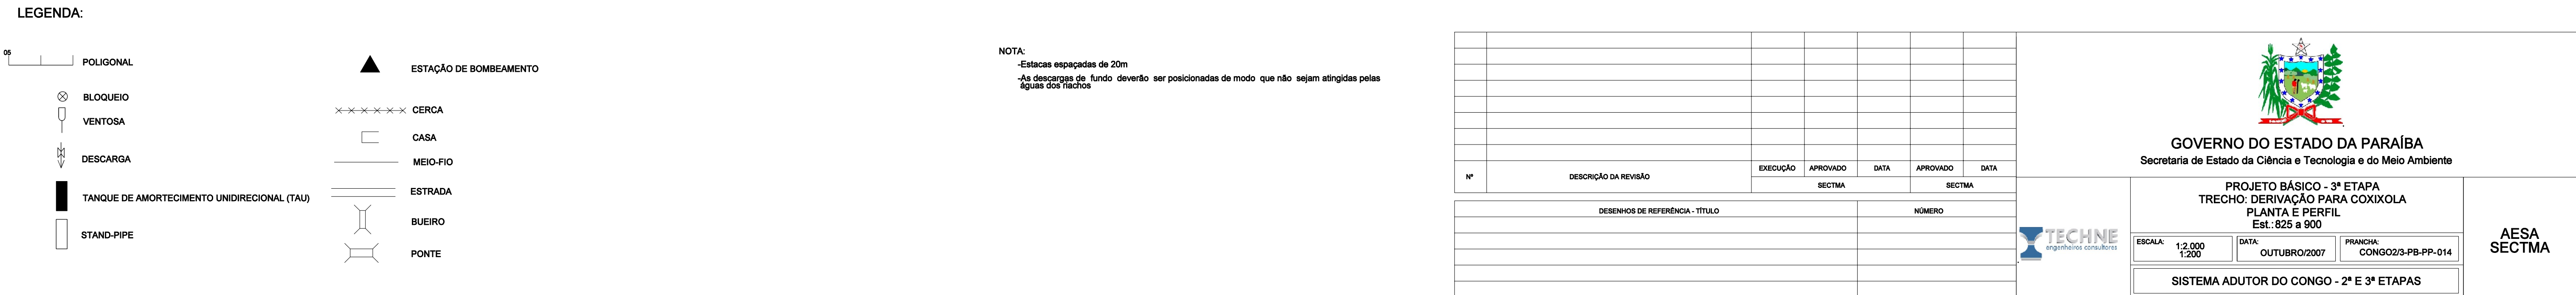 LEGENDA:
05
POLIGONAL
BLOQUEIO
VENTOSA
DESCARGA
TANQUE DE AMORTECIMENTO UNIDIRECIONAL (TAU)
STAND-PIPE
ESTAÇÃO DE BOMBEAMENTO
CERCA
CASA
MEIO-FIO
ESTRADA
BUEIRO
PONTE
NOTA:
-Estacas espaçadas de 20m
-As descargas de fundo deverão ser posicionadas de modo que não sejam atingidas pelas
águas dos riachos
Nº DESCRIÇÃO DA REVISÃO EXECUÇÃO APROVADO DATA APROVADO DATA
SECTMA SECTMA
DESENHOS DE REFERÊNCIA - TÍTULO NÚMERO
GOVERNO DO ESTADO DA PARAÍBA
Secretaria de Estado da Ciência e Tecnologia e do Meio Ambiente
TECHNE
engenheiros consultores
PROJETO BÁSICO - 3ª ETAPA
TRECHO: DERIVAÇÃO PARA COXIXOLA
PLANTA E PERFIL
Est.:825 a 900
ESCALA: 1:2.000
1:200
DATA:
OUTUBRO/2007
PRANCHA:
CONGO2/3-PB-PP-014
SISTEMA ADUTOR DO CONGO - 2ª E 3ª ETAPAS
AESA
SECTMA